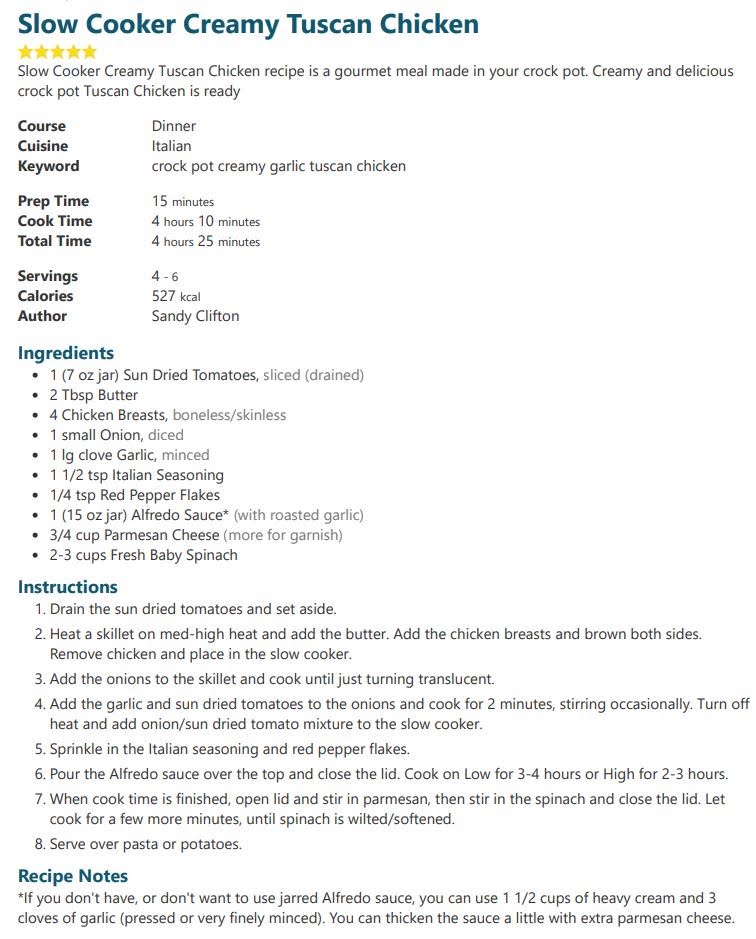 Slow Cooker Creamy Tuscan Chicken
Slow Cooker Creamy Tuscan Chicken recipe is a gourmet meal made in your crock pot. Creamy and delicious
crock pot Tuscan Chicken is ready
Course Dinner
Cuisine Italian
Keyword crock pot creamy garlic tuscan chicken
Prep Time 15 minutes
Cook Time 4 hours 10 minutes
Total Time 4 hours 25 minutes
Servings 4 - 6
Calories 527 kcal
Author Sandy Clifton
Ingredients
• 1 (7 oz jar) Sun Dried Tomatoes, sliced (drained)
• 2 Tbsp Butter
• 4 Chicken Breasts, boneless/skinless
• 1 small Onion, diced
• 1 lg clove Garlic, minced
• 1 1/2 tsp Italian Seasoning
• 1/4 tsp Red Pepper Flakes
• 1 (15 oz jar) Alfredo Sauce* (with roasted garlic)
• 3/4 cup Parmesan Cheese (more for garnish)
• 2-3 cups Fresh Baby Spinach
Instructions
1. Drain the sun dried tomatoes and set aside.
2. Heat a skillet on med-high heat and add the butter. Add the chicken breasts and brown both sides.
Remove chicken and place in the slow cooker.
3. Add the onions to the skillet and cook until just turning translucent.
4. Add the garlic and sun dried tomatoes to the onions and cook for 2 minutes, stirring occasionally. Turn off
heat and add onion/sun dried tomato mixture to the slow cooker.
5. Sprinkle in the Italian seasoning and red pepper flakes.
6. Pour the Alfredo sauce over the top and close the lid. Cook on Low for 3-4 hours or High for 2-3 hours.
7. When cook time is finished, open lid and stir in parmesan, then stir in the spinach and close the lid. Let
cook for a few more minutes, until spinach is wilted/softened.
8. Serve over pasta or potatoes.
Recipe Notes
*If you don't have, or don't want to use jarred Alfredo sauce, you can use 1 1/2 cups of heavy cream and 3
cloves of garlic (pressed or very finely minced). You can thicken the sauce a little with extra parmesan cheese.